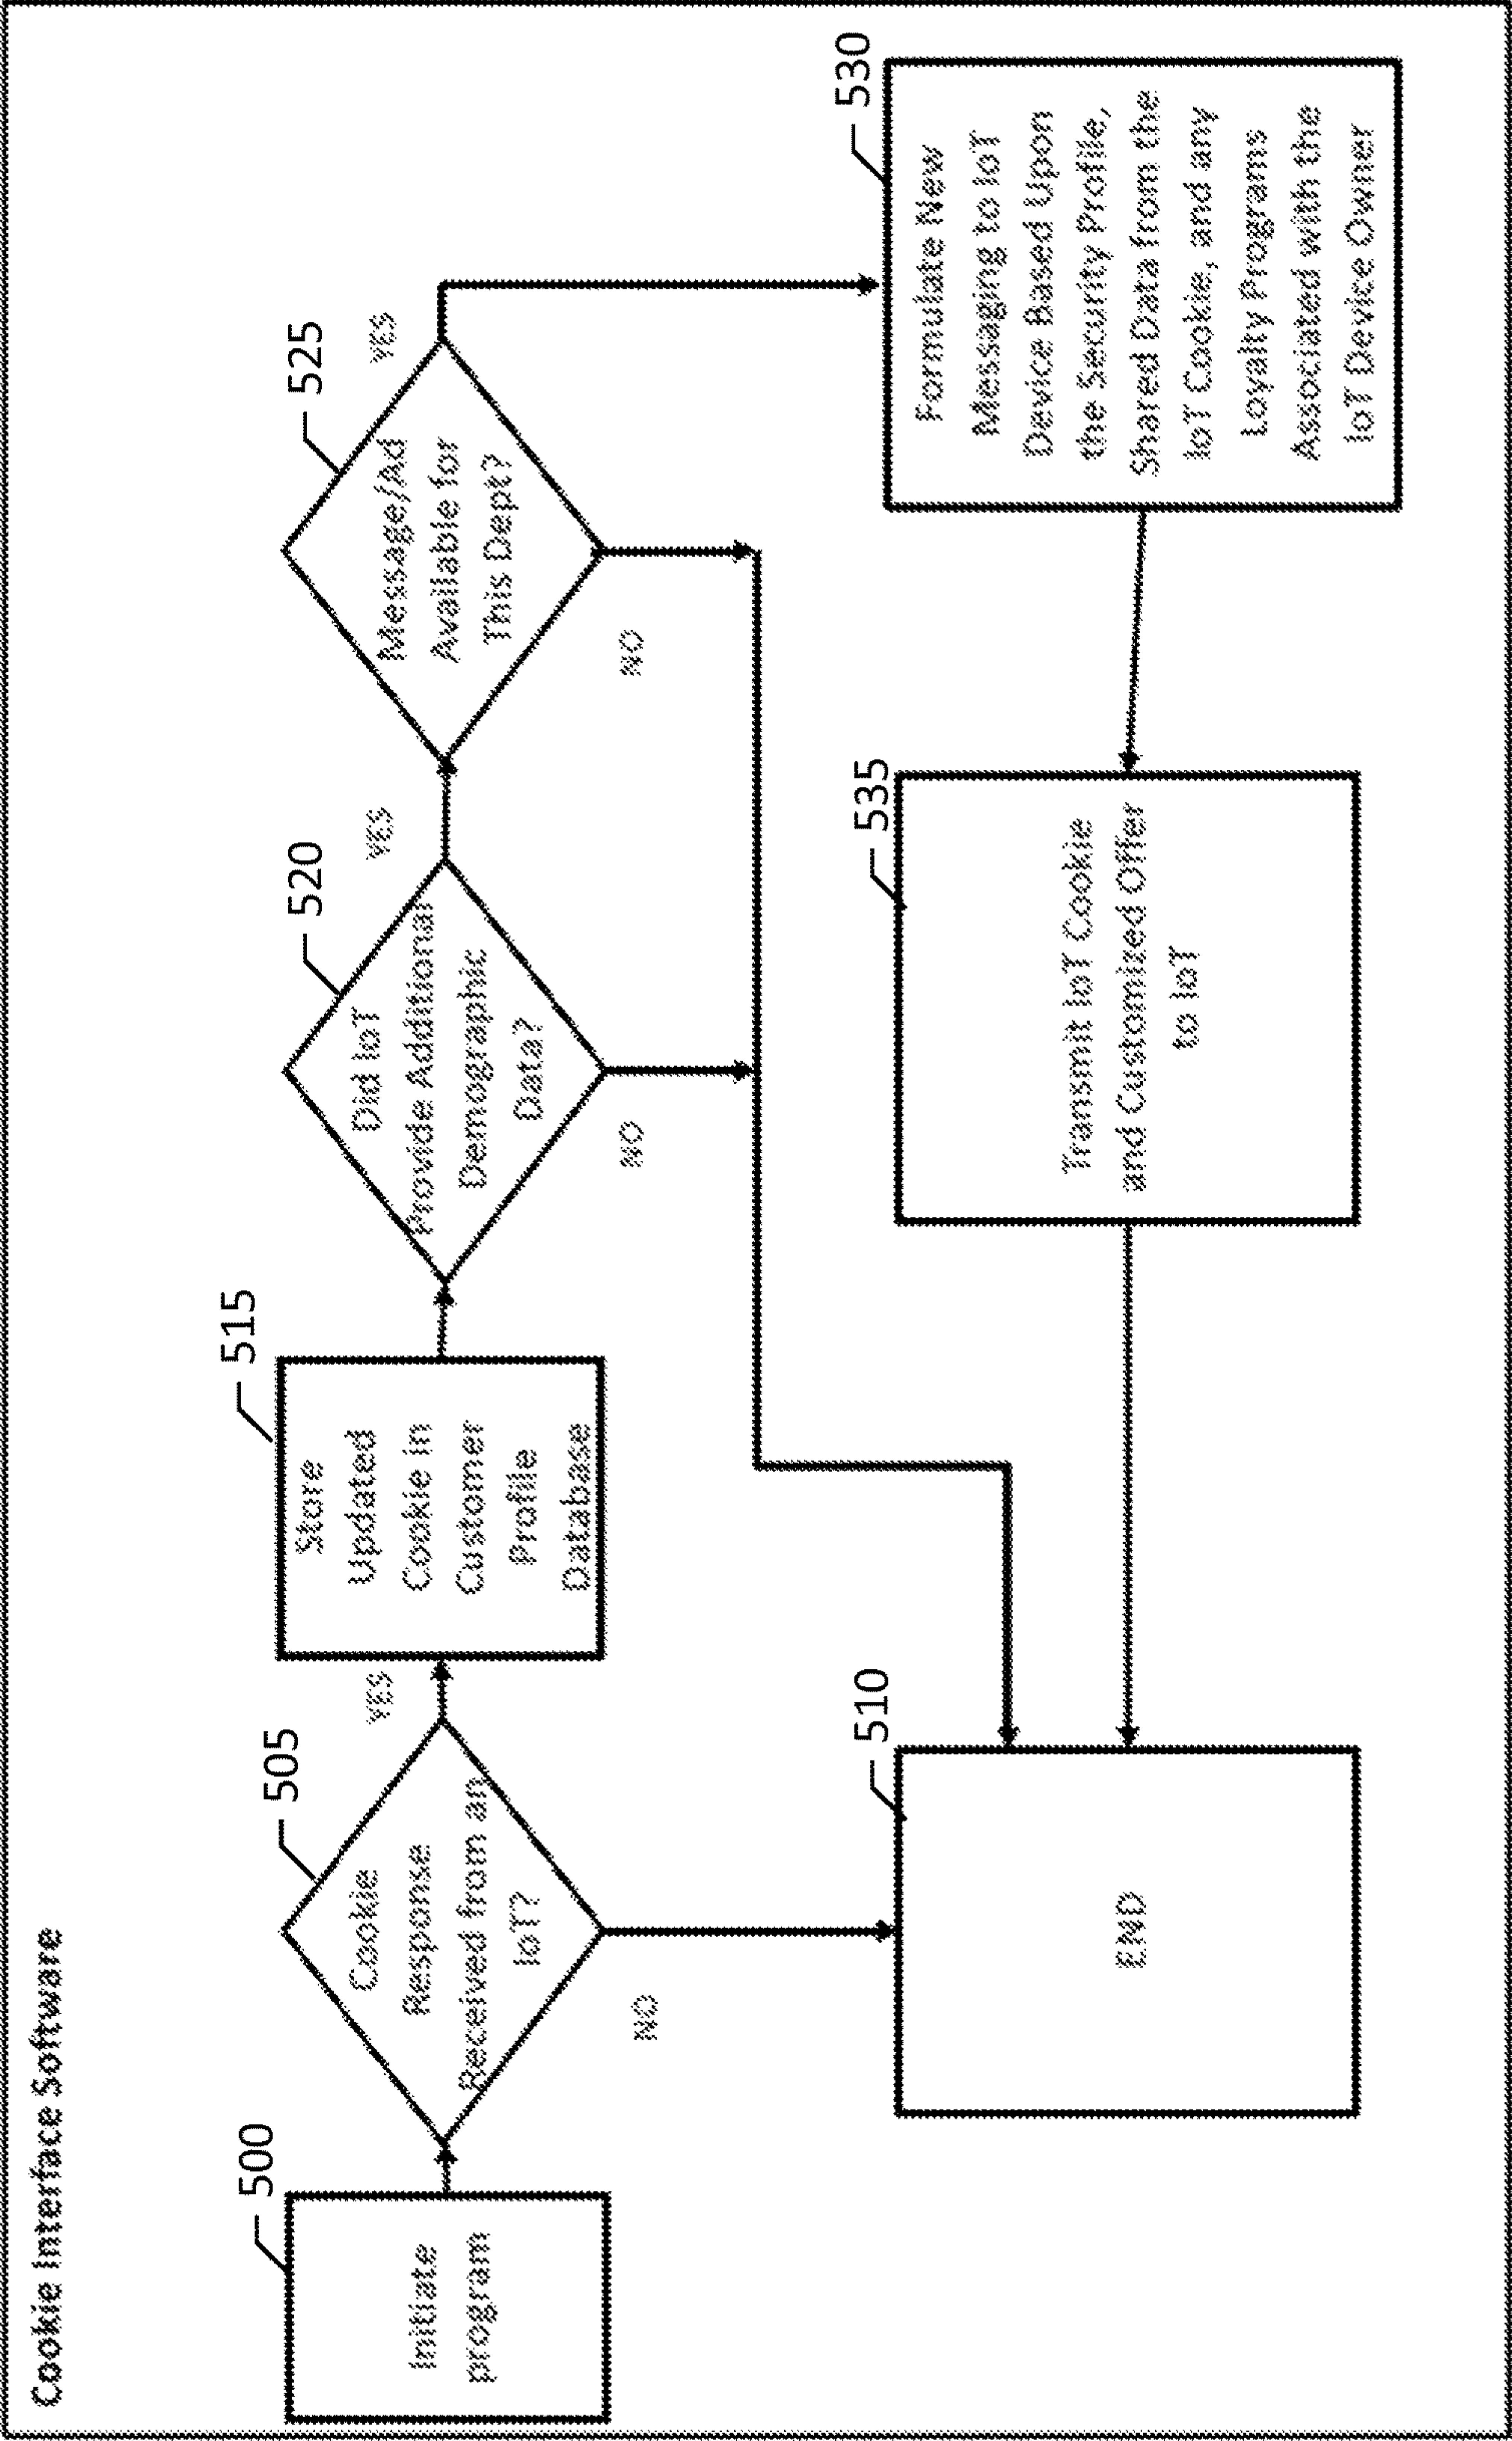 Cookie Interface Software
500
Initiate
program
505
Cookie
Response
Received from an
IoT?
YES
NO
515
Store
Updated
Cookie in
Customer
Profile
Database
520
Did IoT
Provide Additional
Demographic
Data?
YES
NO
525
Message/Ad
Available for
This Dept?
YES
NO
510
END
535
Transmit IoT Cookie
and Customized Offer
to IoT
530
Formulate New
Messaging to IoT
Device Based Upon
the Security Profile,
Shared Data from the
IoT Cookie, and any
Loyalty Programs
Associated with the
IoT Device Owner